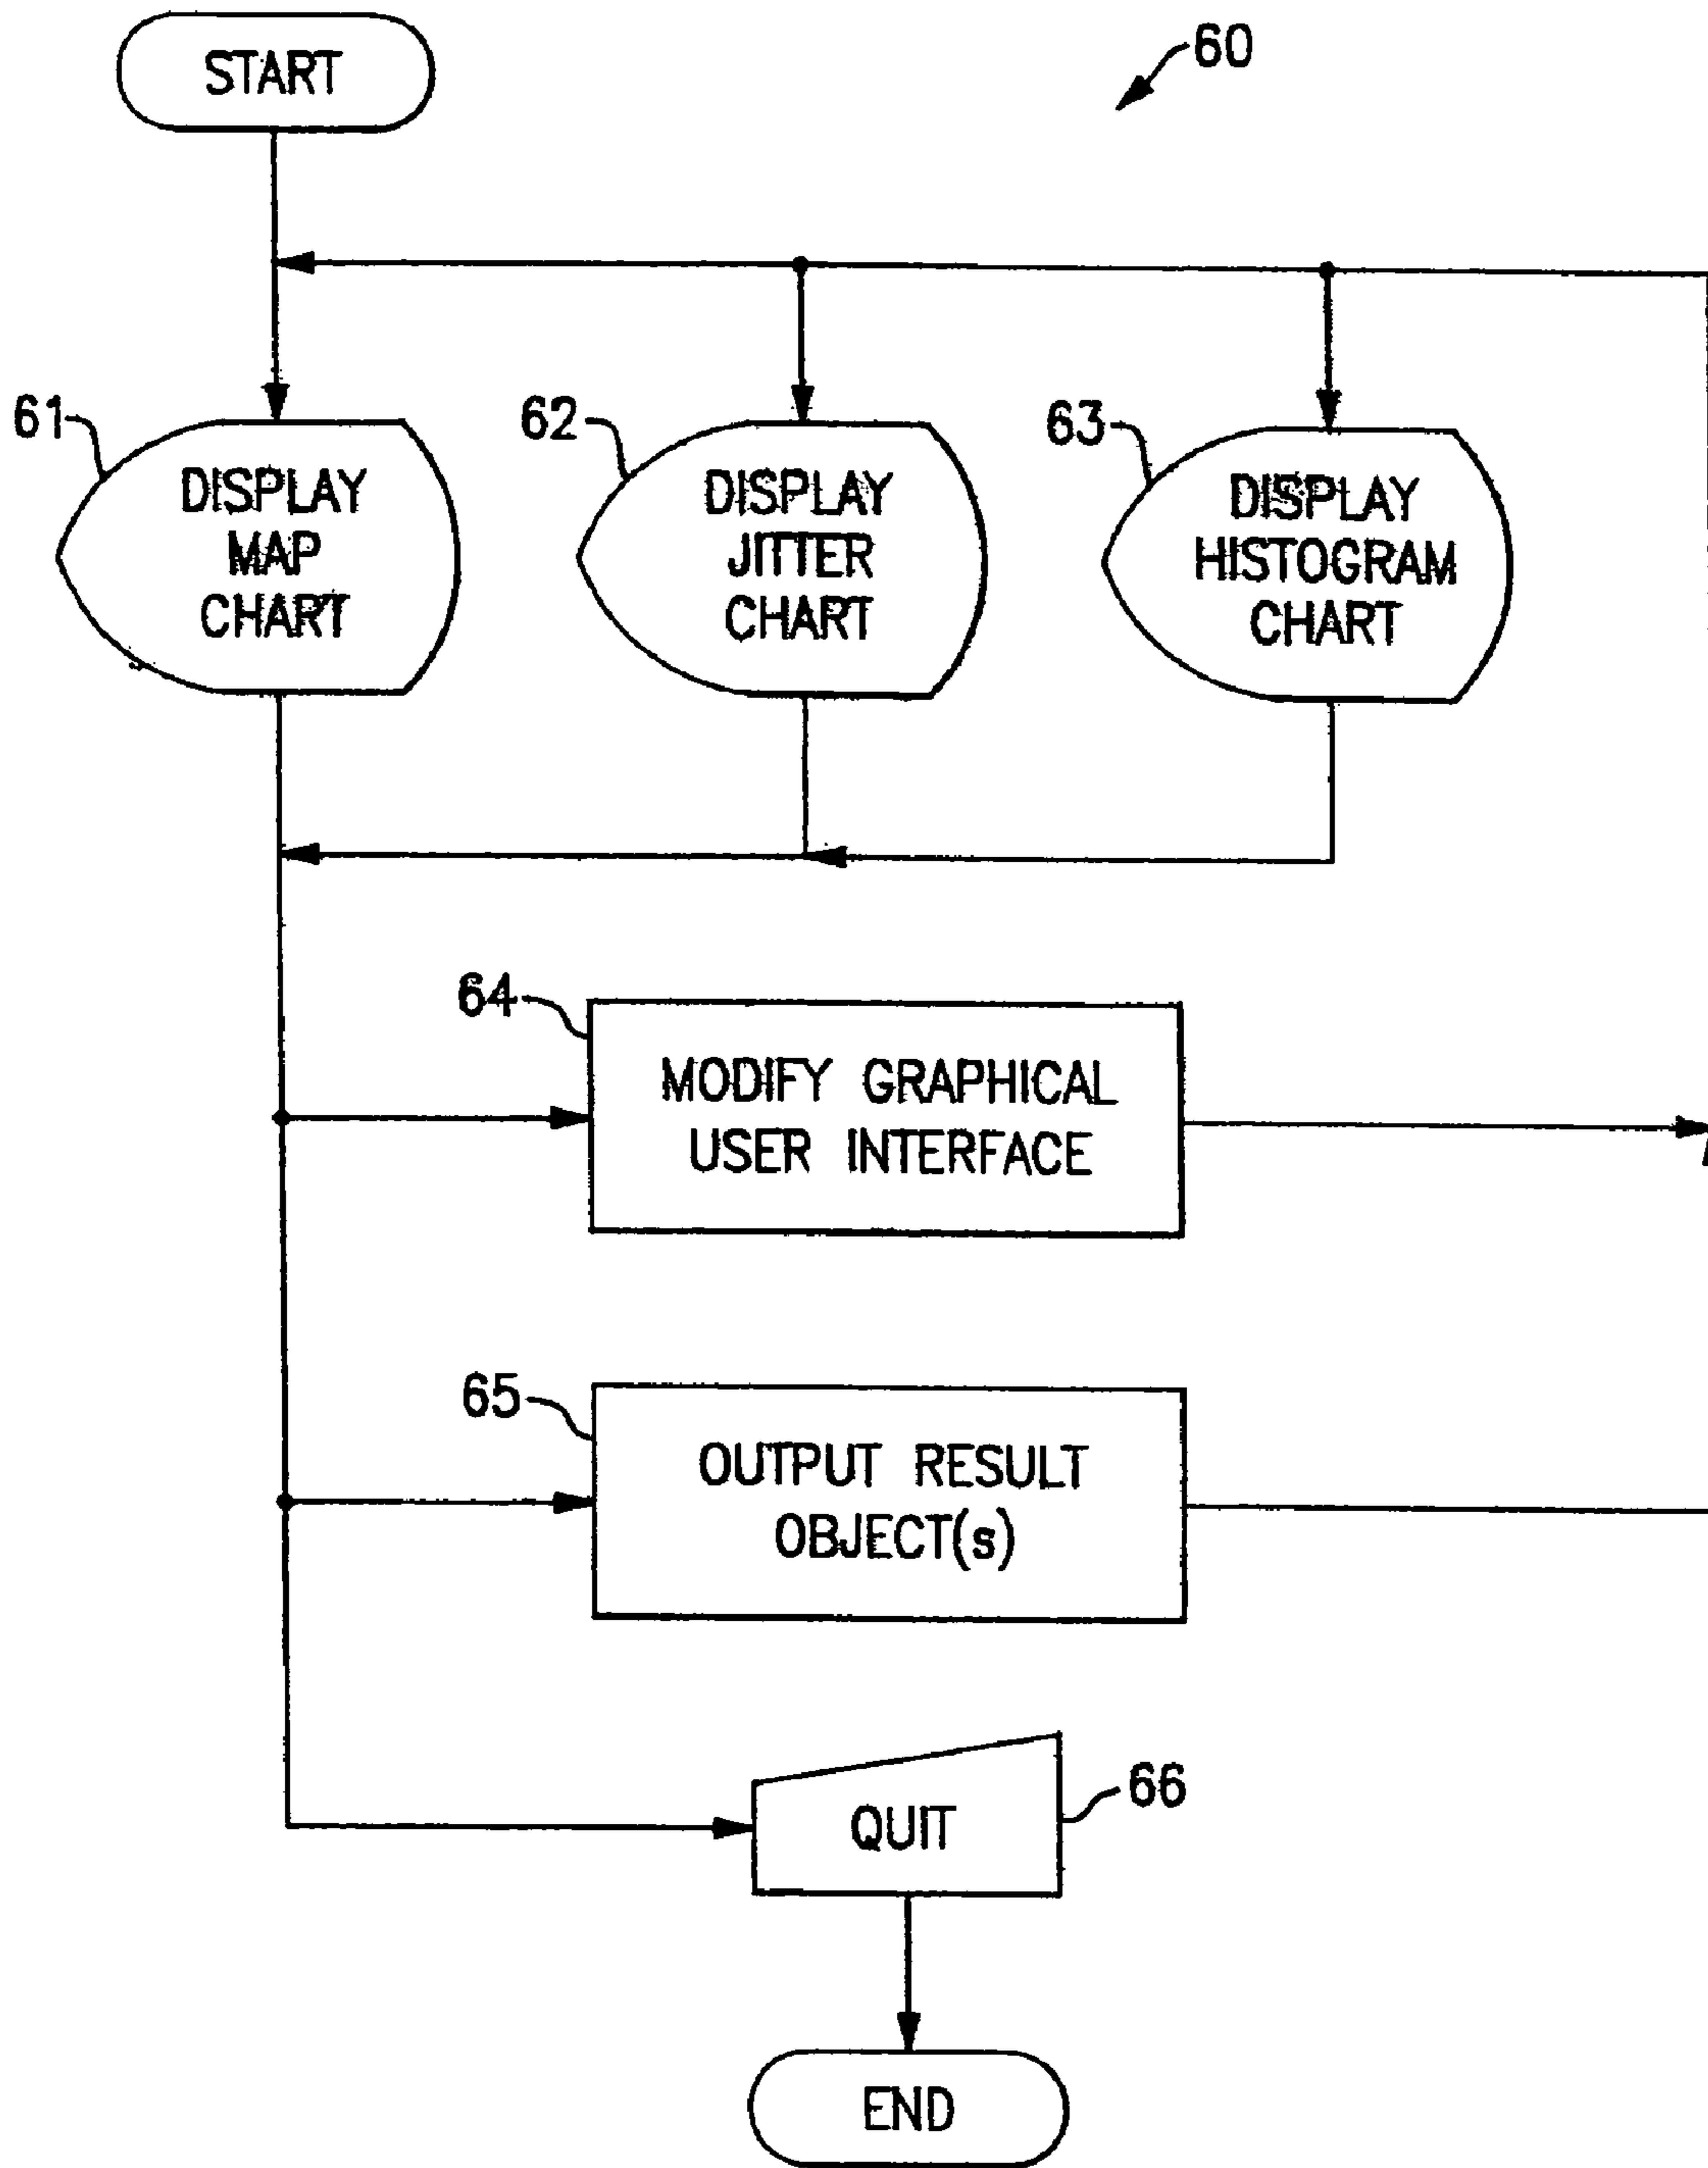 START
60
61
DISPLAY
MAP
CHART
62
DISPLAY
JITTER
CHART
63
DISPLAY
HISTOGRAM
CHART
64
MODIFY GRAPHICAL
USER INTERFACE
65
OUTPUT RESULT
OBJECT(s)
QUIT
66
END